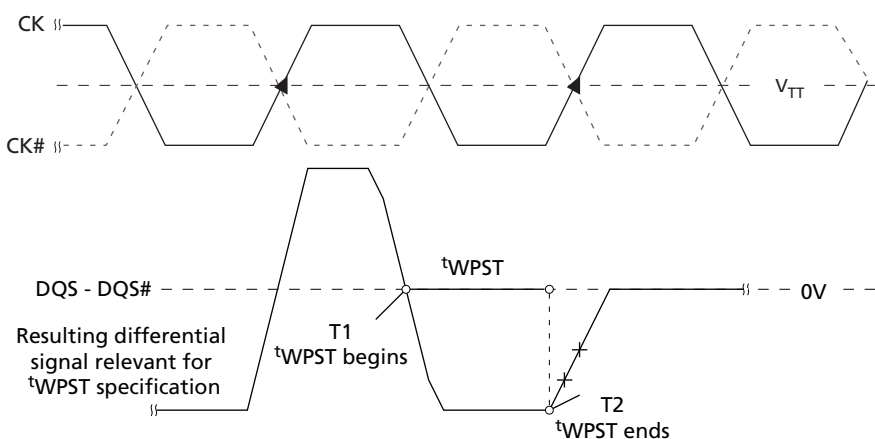 CK
V_TT
CK#
tWPST
DQS - DQS#
0V
T1
tWPST begins
Resulting differential
signal relevant for
tWPST specification
T2
tWPST ends